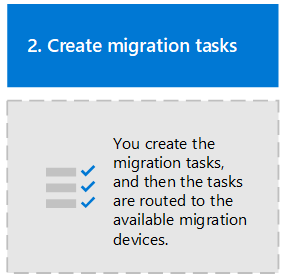 2. Create migration tasks
You create the
migration tasks,
and then the tasks
are routed to the
available migration
devices.